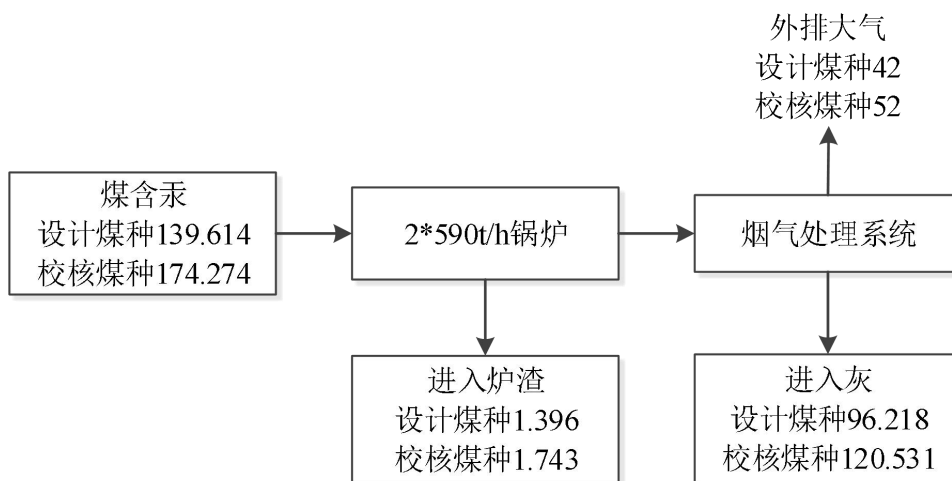 外排大气
设计煤种42
校核煤种52
煤含汞
设计煤种139.614
校核煤种174.274
2*590t/h锅炉
烟气处理系统
进入炉渣
设计煤种1.396
校核煤种1.743
进入灰
设计煤种96.218
校核煤种120.531